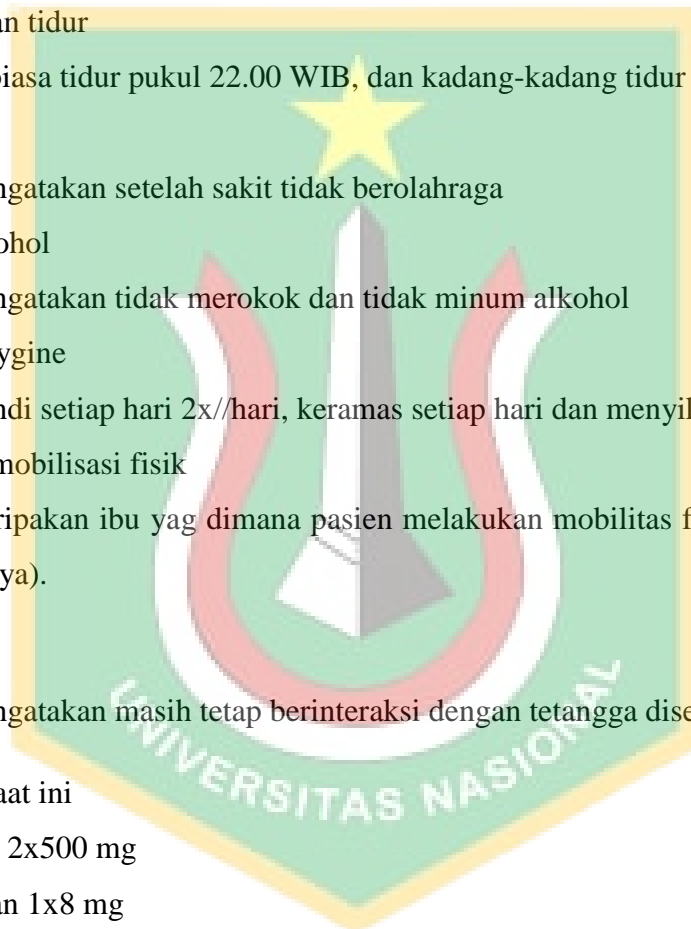 an tidur
biasa tidur pukul 22.00 WIB, dan kadang-kadang tidur
ngatakan setelah sakit tidak berolahraga
ohol
ngatakan tidak merokok dan tidak minum alkohol
ygine
ndi setiap hari 2x//hari, keramas setiap hari dan menyi
mobilisasi fisik
ripakan ibu yag dimana pasien melakukan mobilitas f
ya).
ngatakan masih tetap berinteraksi dengan tetangga dise
UNIVERSITAS NASIONAL
aat ini
2x500 mg
an 1x8 mg